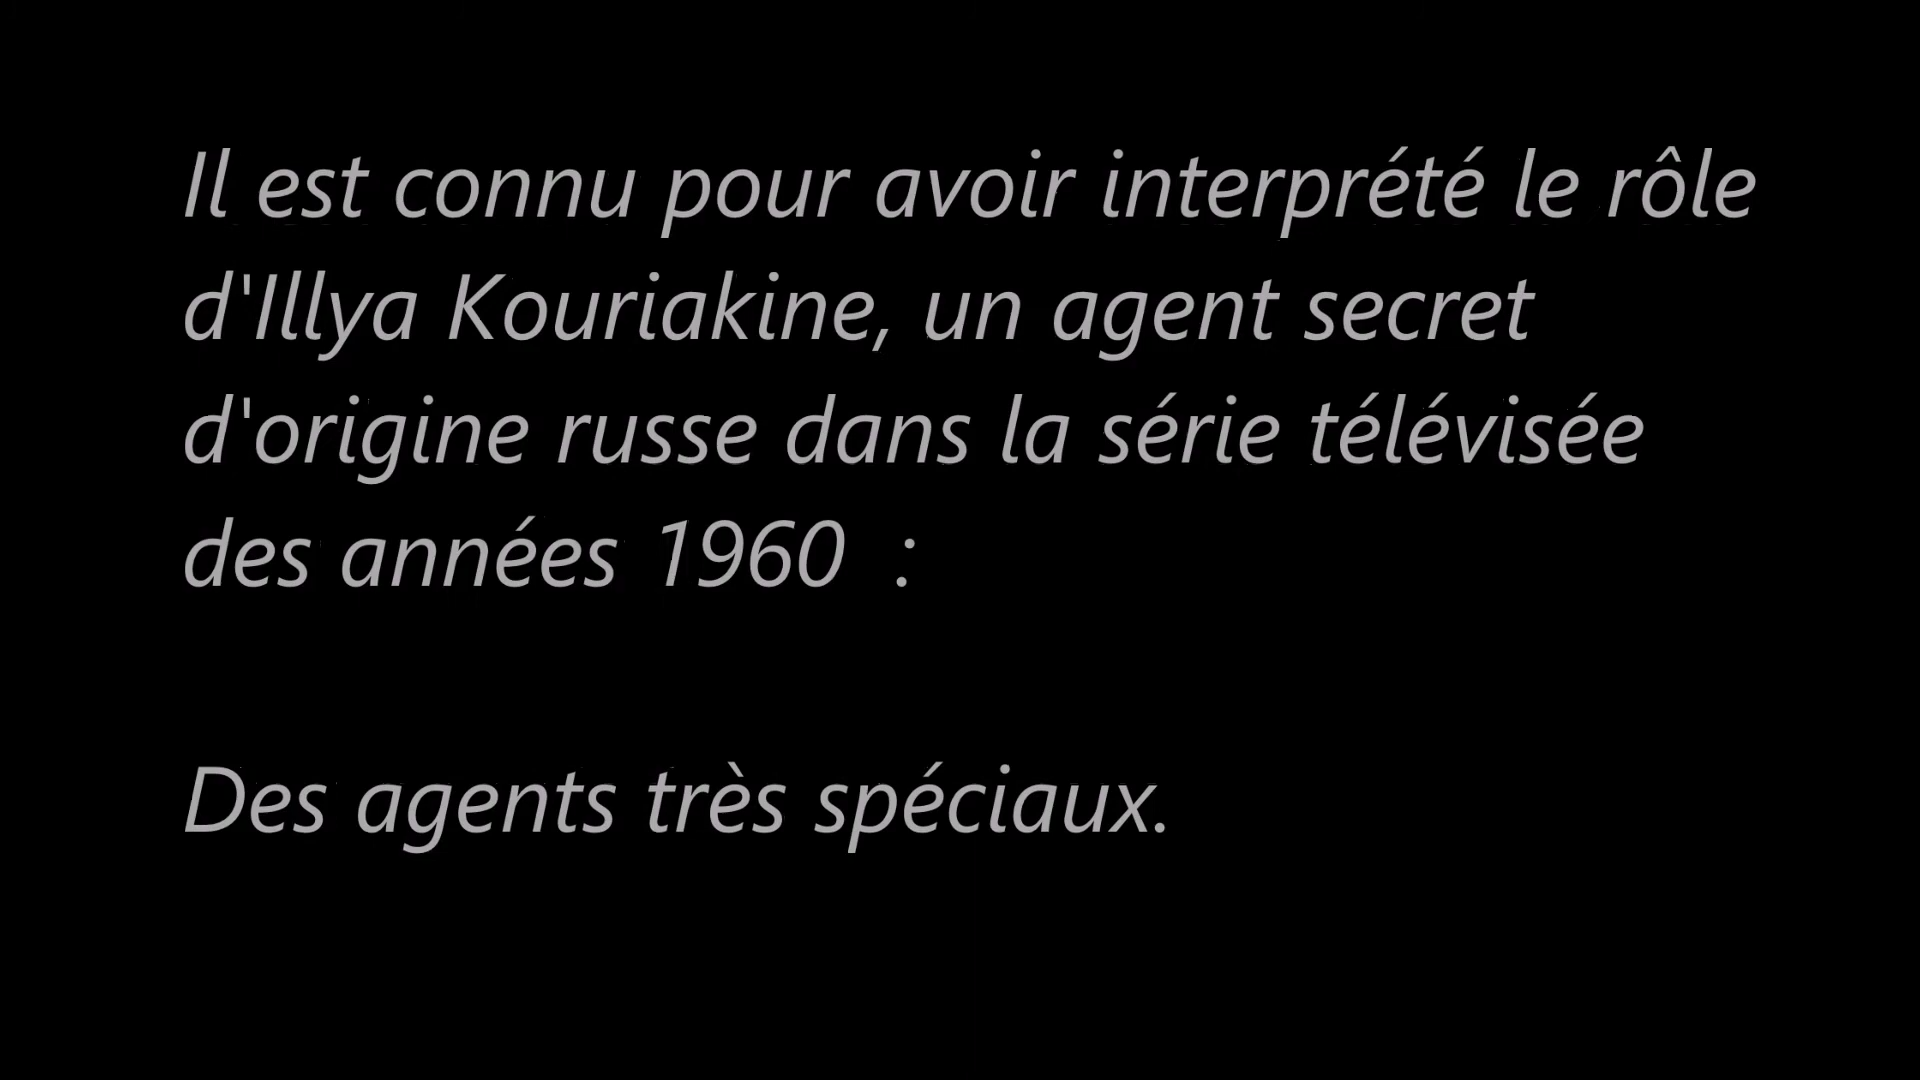 Il est connu pour avoir interprété le rôle
d'Illya Kouriakine, un agent secret
d'origine russe dans la série télévisée
des années 1960  :
Des agents très spéciaux.